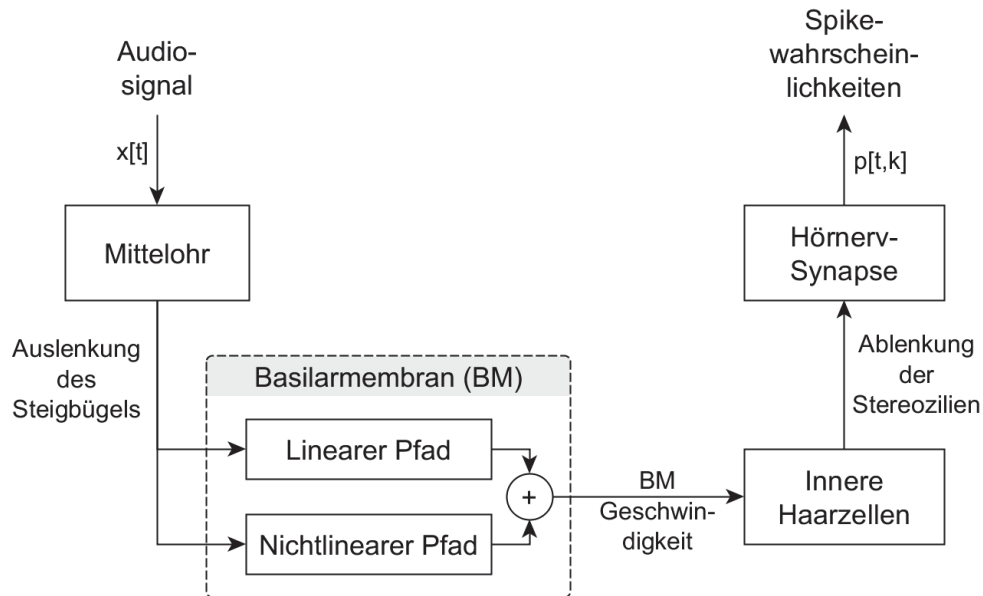 Audio-
signal
x[t]
Mittelohr
Auslenkung
des
Steigbügels
Basilarmembran (BM)
Linearer Pfad
+
Nichtlinearer Pfad
BM
Geschwin-
digkeit
Innere
Haarzellen
Ablenkung
der
Stereozilien
Hörnerv-
Synapse
p[t,k]
Spike-
wahrschein-
lichkeiten